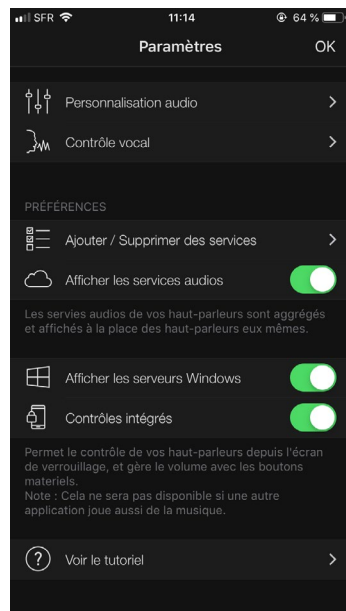 SFR 11:14 64 %
Paramètres OK
Personnalisation audio
Contrôle vocal
PRÉFÉRENCES
Ajouter / Supprimer des services
Afficher les services audios
Les servies audios de vos haut-parleurs sont aggrégés
et affichés à la place des haut-parleurs eux mêmes.
Afficher les serveurs Windows
Contrôles intégrés
Permet le contrôle de vos haut-parleurs depuis l'écran
de verrouillage, et gère le volume avec les boutons
materiels.
Note : Cela ne sera pas disponible si une autre
application joue aussi de la musique.
Voir le tutoriel